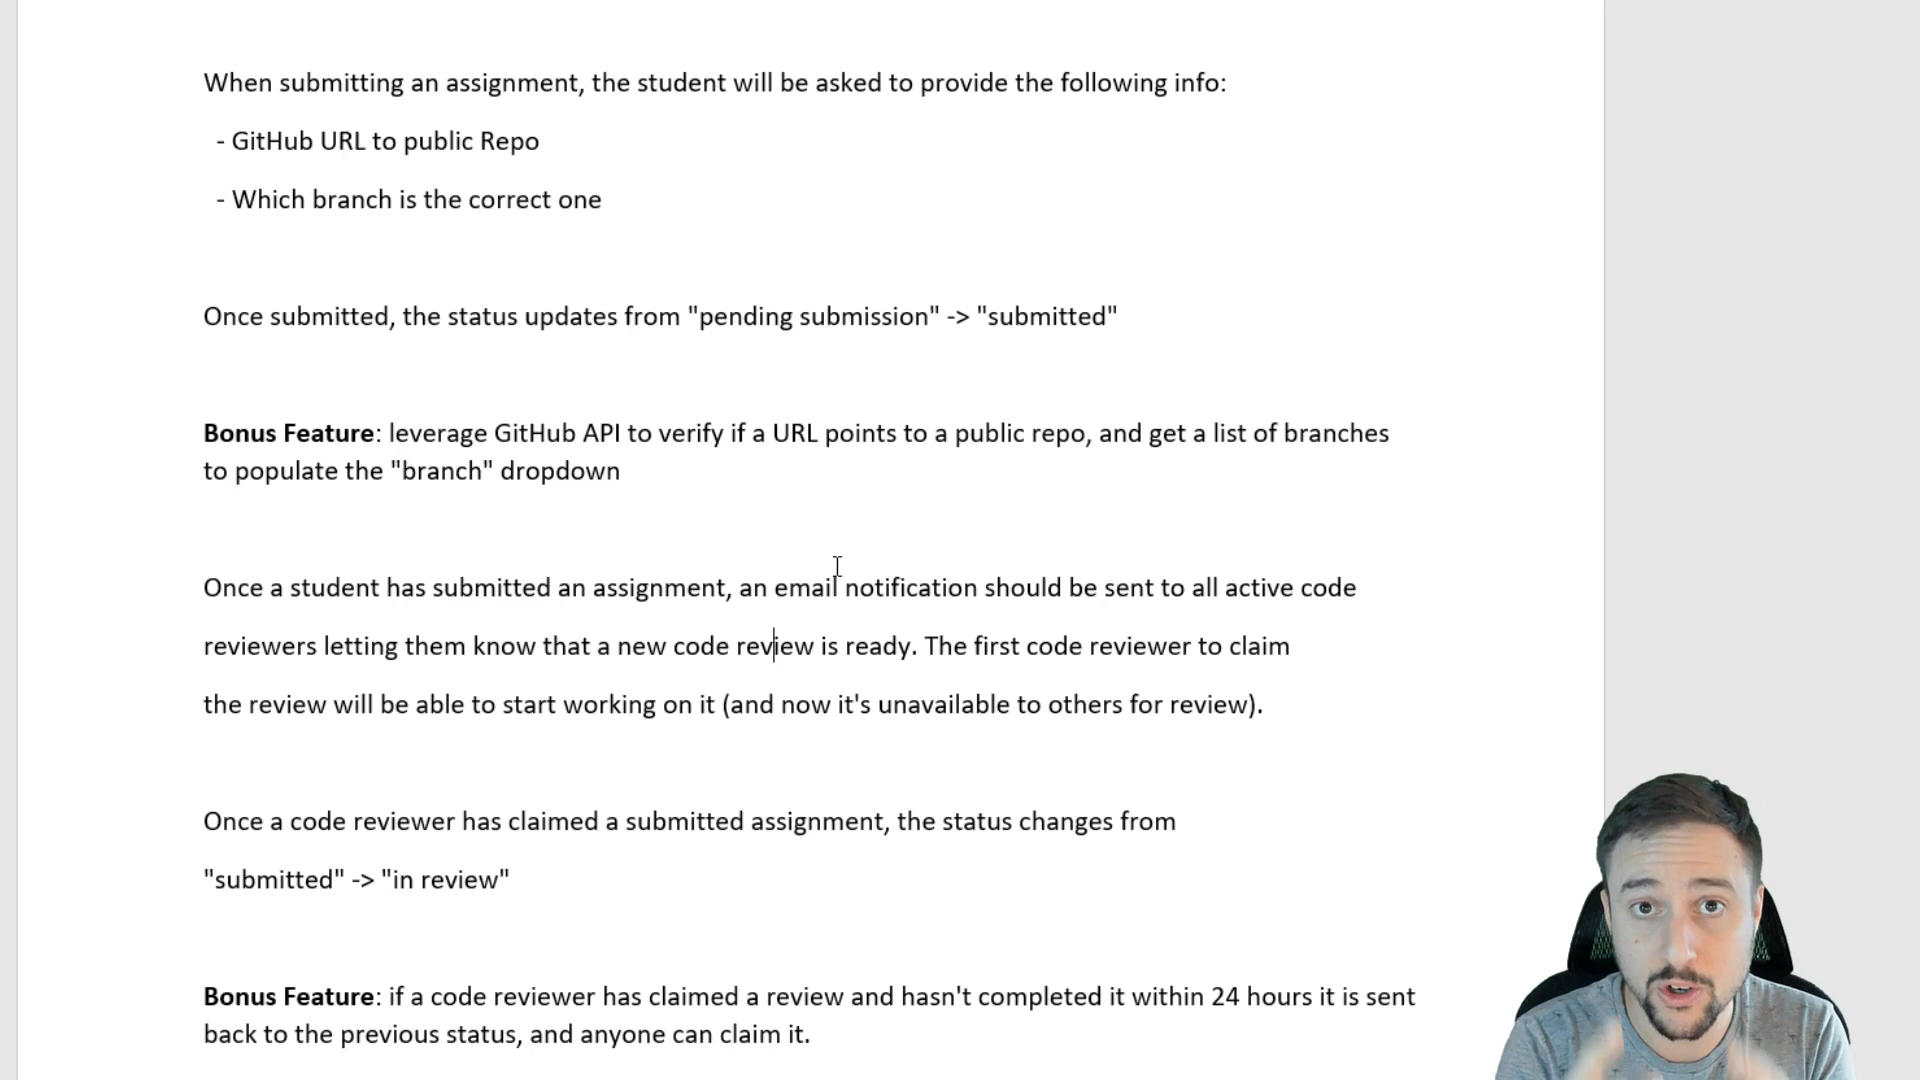 When submitting an assignment, the student will be asked to provide the following info:
- GitHub URL to public Repo
- Which branch is the correct one
Once submitted, the status updates from "pending submission" -> "submitted"
Bonus Feature: leverage GitHub API to verify if a URL points to a public repo, and get a list of branches
to populate the "branch" dropdown
Once a student has submitted an assignment, an email notification should be sent to all active code
reviewers letting them know that a new code review is ready. The first code reviewer to claim
the review will be able to start working on it (and now it's unavailable to others for review).
Once a code reviewer has claimed a submitted assignment, the status changes from
"submitted" -> "in review"
Bonus Feature: if a code reviewer has claimed a review and hasn't completed it within 24 hours it is sent
back to the previous status, and anyone can claim it.